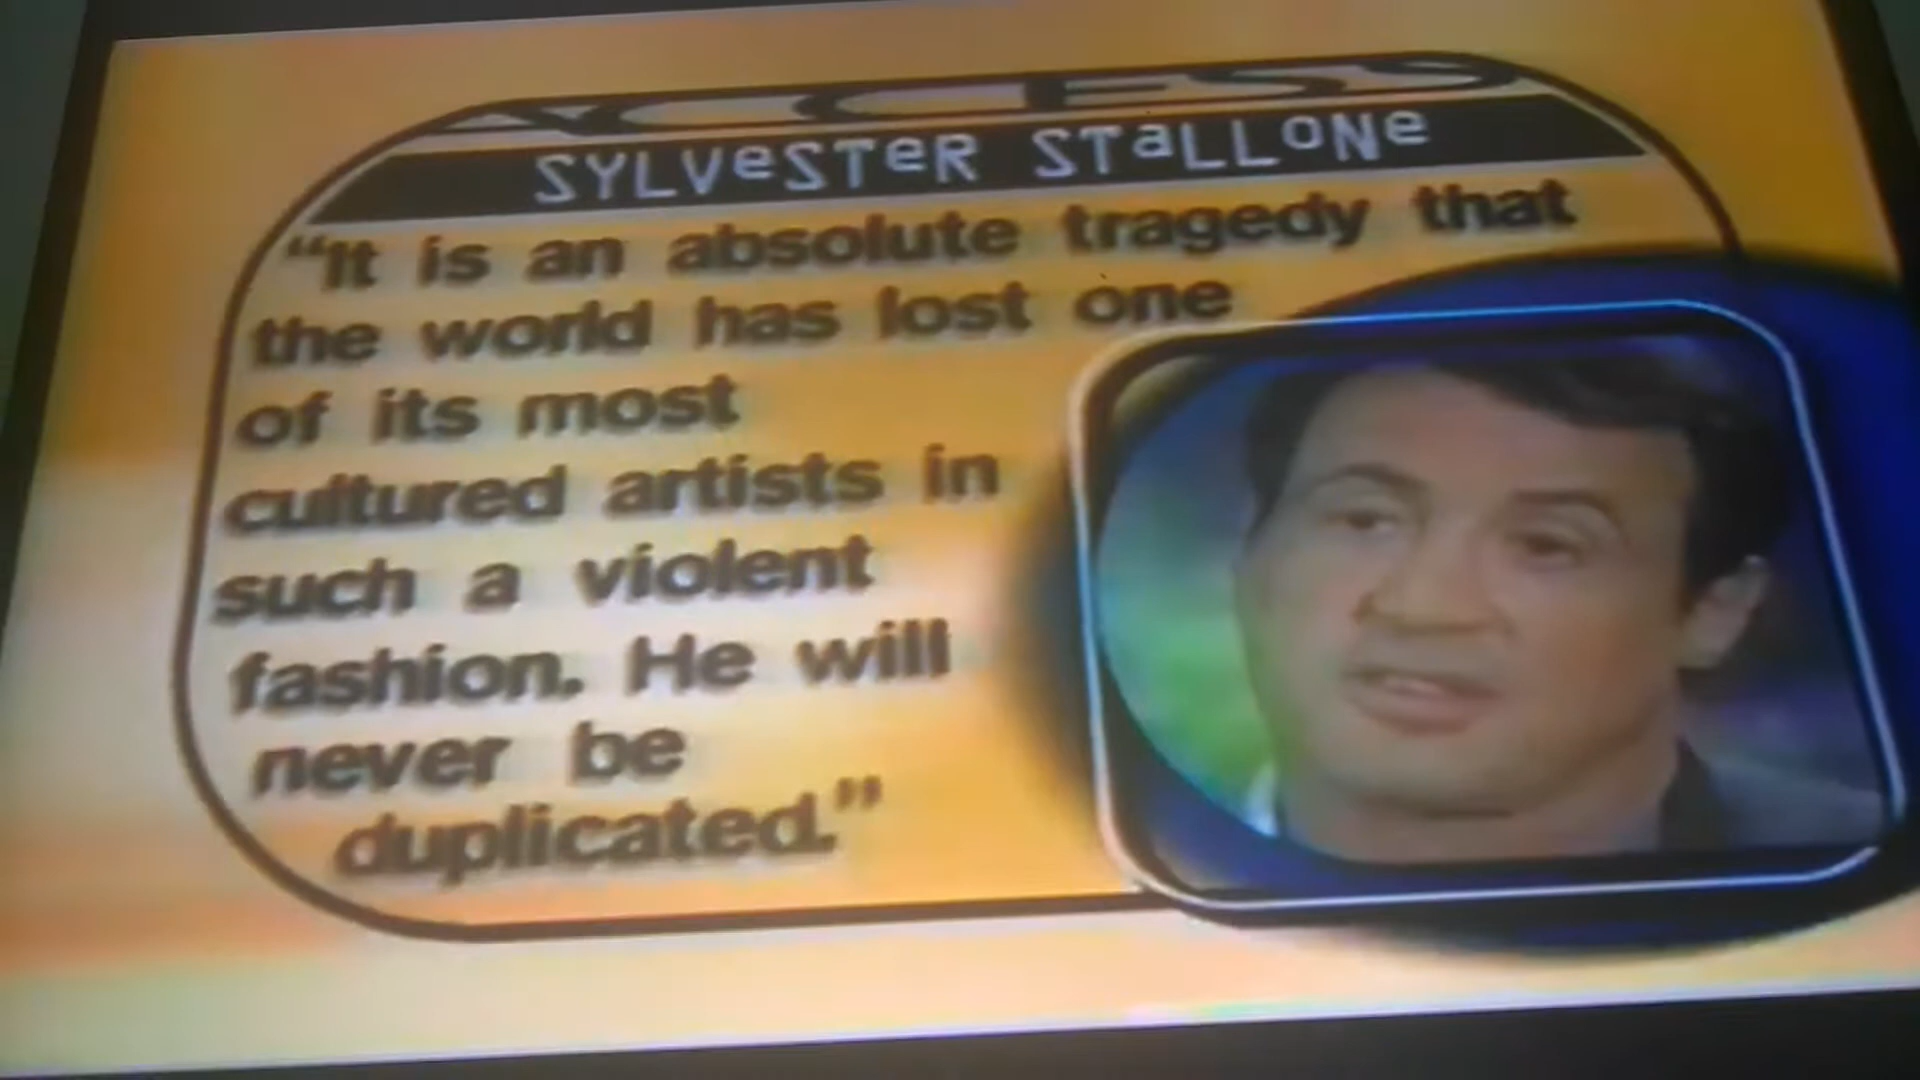 ACCESS
SYLVeSTeR STaLLoNe
“It is an absolute tragedy that
the world has lost one
of its most
cultured artists in
such a violent
fashion. He will
never be
duplicated.”